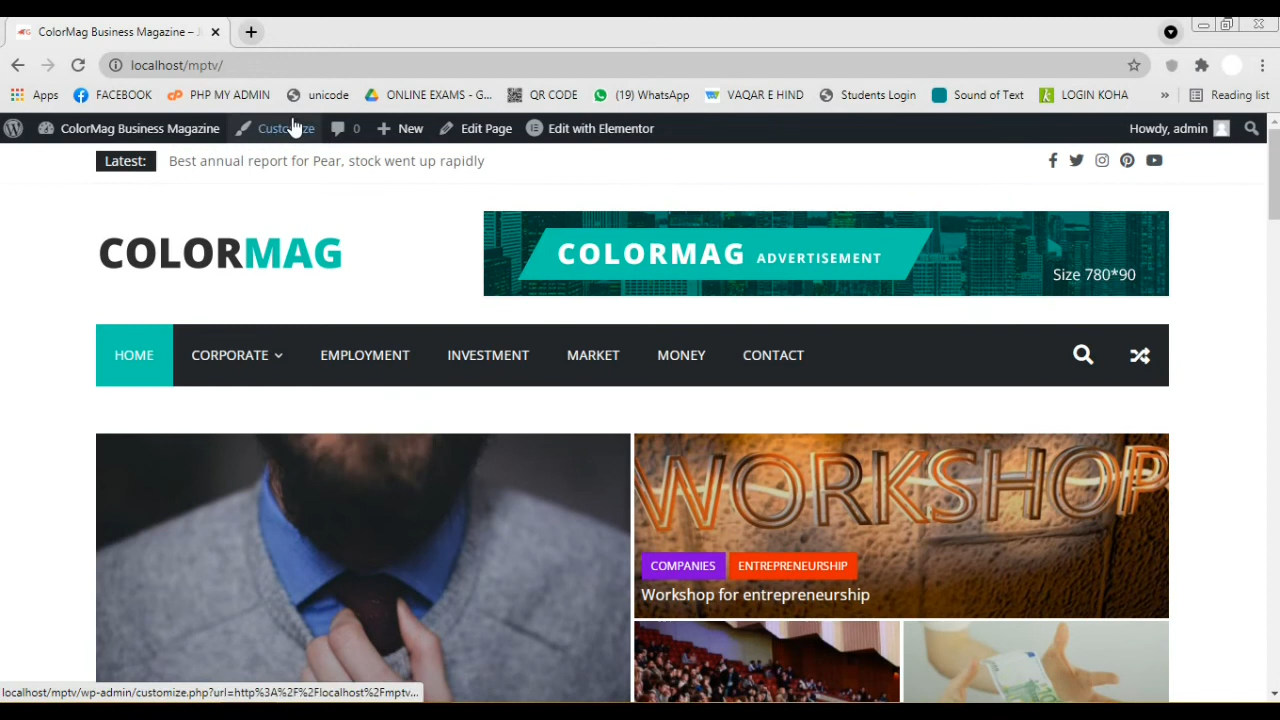 ColorMag Business Magazine –
localhost/mptv/
Apps
FACEBOOK
PHP MY ADMIN
unicode
ONLINE EXAMS - G...
QR CODE
(19) WhatsApp
VAQAR E HIND
Students Login
Sound of Text
LOGIN KOHA
»
Reading list
ColorMag Business Magazine
Customize
0
New
Edit Page
Edit with Elementor
Howdy, admin
Latest:
Best annual report for Pear, stock went up rapidly
COLORMAG
COLORMAG ADVERTISEMENT
Size 780*90
HOME
CORPORATE
EMPLOYMENT
INVESTMENT
MARKET
MONEY
CONTACT
WORKSHOP
COMPANIES
ENTREPRENEURSHIP
Workshop for entrepreneurship
localhost/mptv/wp-admin/customize.php?url=http%3A%2F%2Flocalhost%2Fmptv...